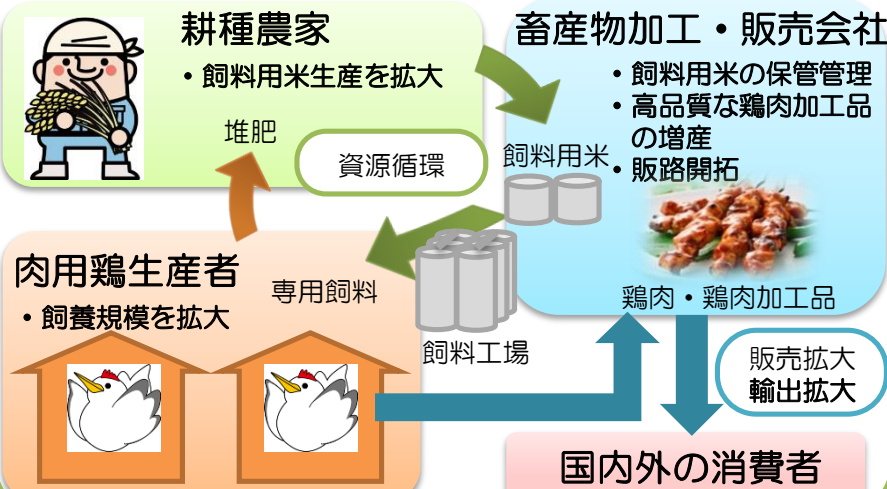 耕種農家
・飼料用米生産を拡大
堆肥
資源循環
畜産物加工・販売会社
・飼料用米の保管管理
・高品質な鶏肉加工品
の増産
・販路開拓
飼料用米
鶏肉・鶏肉加工品
肉用鶏生産者
・飼養規模を拡大
専用飼料
飼料工場
販売拡大
輸出拡大
国内外の消費者